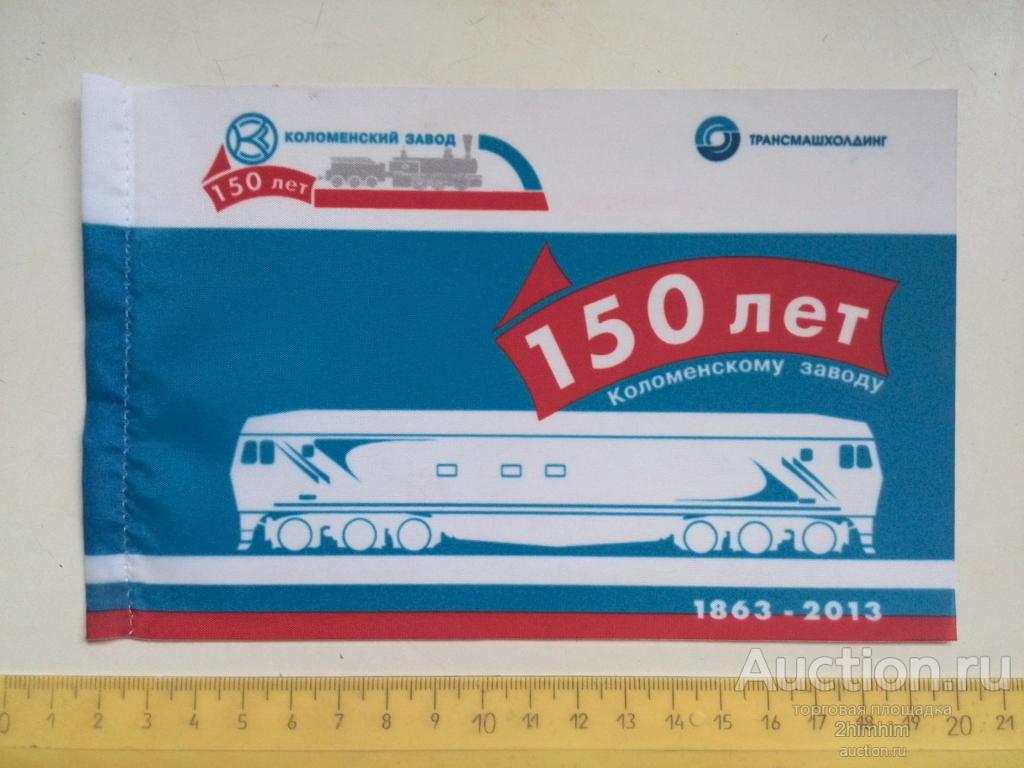 КОЛОМЕНСКИЙ ЗАВОД
150 лет
ТРАНСМАШХОЛДИНГ
150 лет
Коломенскому заводу
1863 - 2013
0 1 2 3 4 5 6 7 8 9 10 11 12 13 14 15 16 17 18 19 20 21
Auction.ru
торговая площадка
2himhim
auction.ru